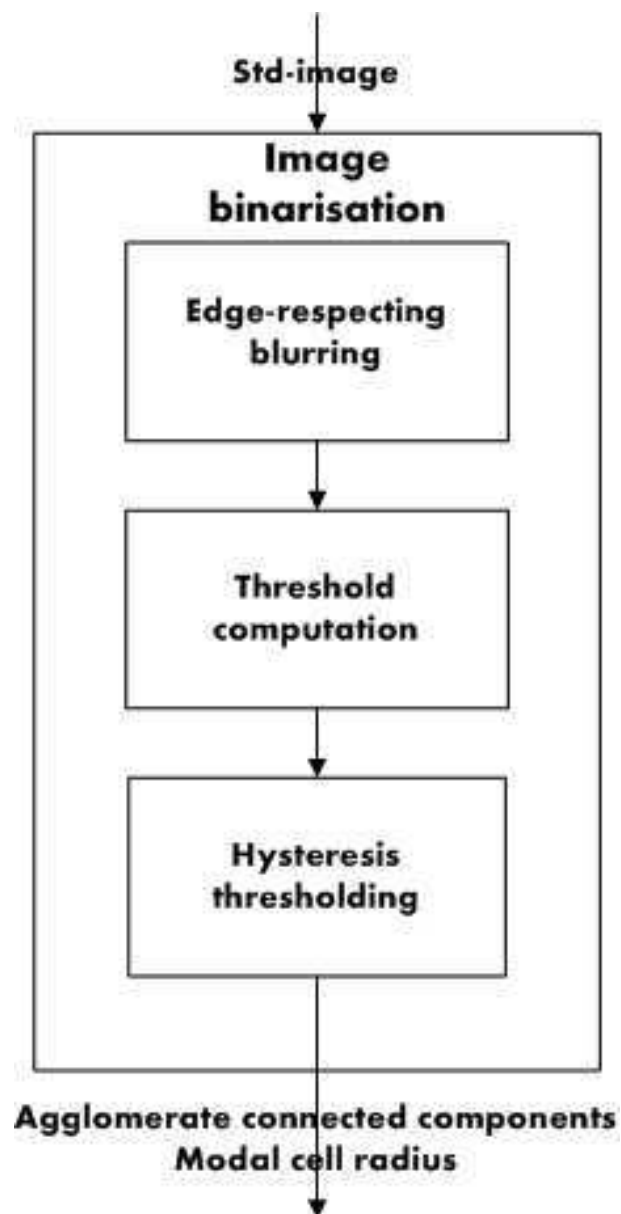 Std-image
Image
binarisation
Edge-respecting
blurring
Threshold
computation
Hysteresis
thresholding
Agglomerate connected components
Modal cell radius